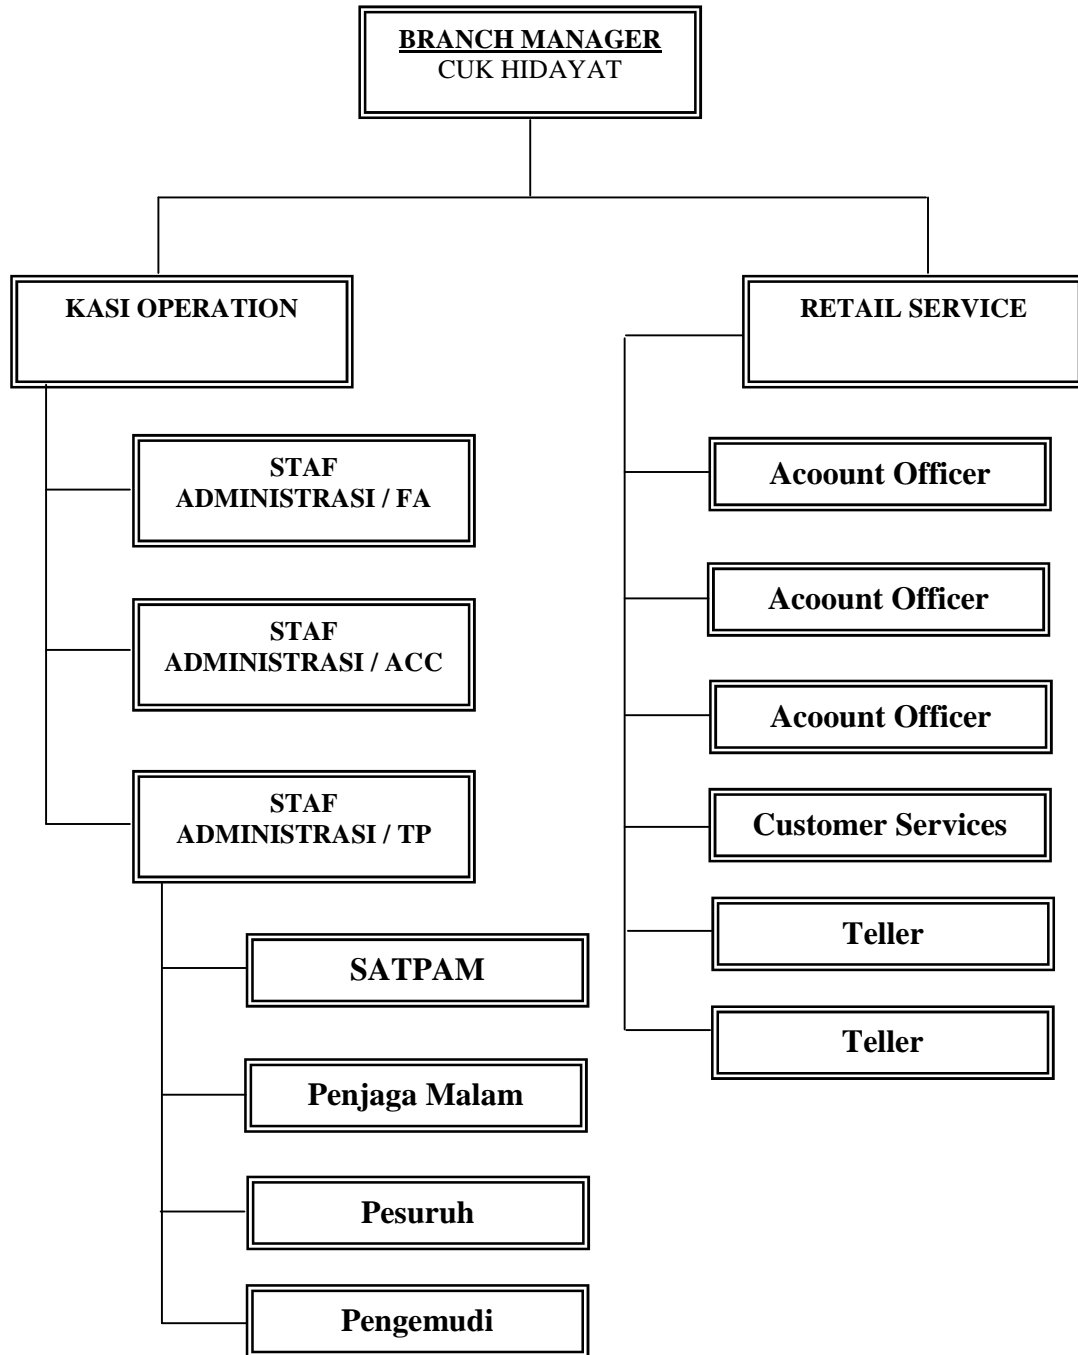 BRANCH MANAGER
CUK HIDAYAT
KASI OPERATION
STAF
ADMINISTRASI / FA
STAF
ADMINISTRASI / ACC
STAF
ADMINISTRASI / TP
SATPAM
Penjaga Malam
Pesuruh
Pengemudi
RETAIL SERVICE
Acoount Officer
Acoount Officer
Acoount Officer
Customer Services
Teller
Teller